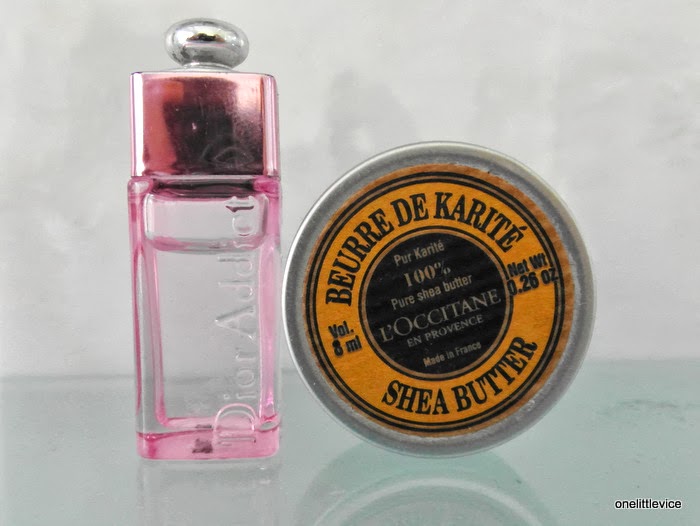 Dior Addict
BEURRE DE KARITÉ
Pur Karité
100%
Pure shea butter
L'OCCITANE
EN PROVENCE
Made in France
Vol.
8 ml
Net Wt.
0.26 oz
SHEA BUTTER
onelittlevice